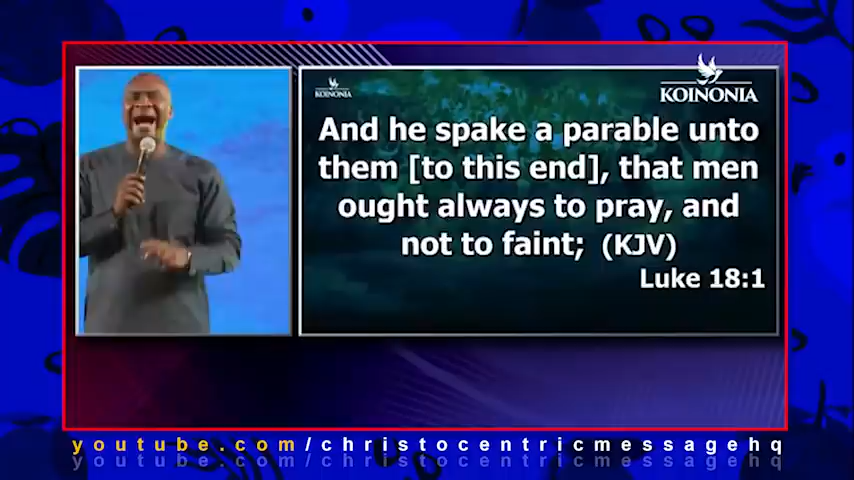 KOINONIA
KOINONIA
And he spake a parable unto
them [to this end], that men
ought always to pray, and
not to faint; (KJV)
Luke 18:1
youtube.com/christocentricmessagehq
youtube.com/christocentricmessagehq